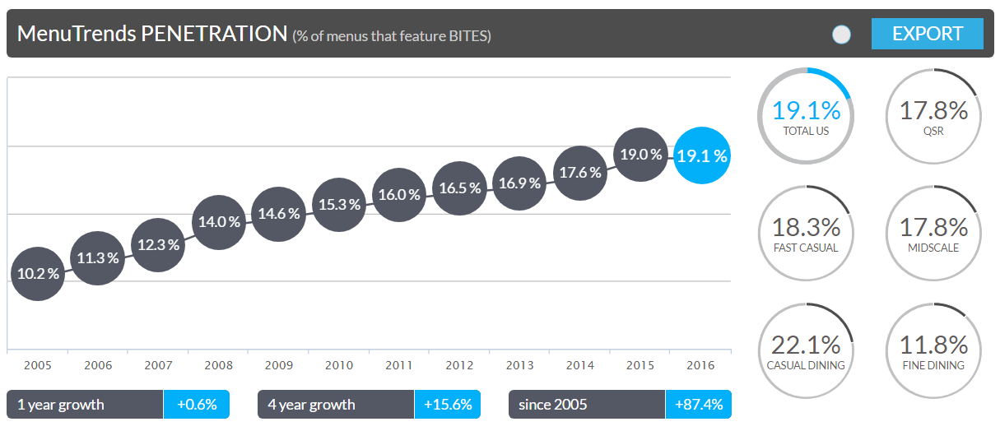 MenuTrends PENETRATION (% of menus that feature BITES)
EXPORT
10.2 %
11.3 %
12.3 %
14.0 %
14.6 %
15.3 %
16.0 %
16.5 %
16.9 %
17.6 %
19.0 %
19.1 %
2005 2006 2007 2008 2009 2010 2011 2012 2013 2014 2015 2016
1 year growth +0.6%
4 year growth +15.6%
since 2005 +87.4%
19.1%
TOTAL US
17.8%
QSR
18.3%
FAST CASUAL
17.8%
MIDSCALE
22.1%
CASUAL DINING
11.8%
FINE DINING